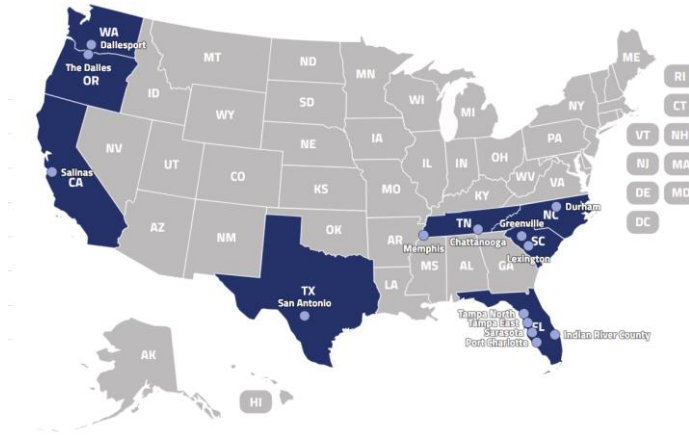 WA
Dallesport
The Dalles
OR
MT
ND
MN
ID
SD
WI
MI
ME
WY
NY
RI
CT
VT
NH
NJ
MA
DE
MD
DC
NV
UT
CO
NE
IA
IL
IN
OH
PA
WV
VA
KS
MO
KY
Salinas
CA
AZ
NM
OK
AR
TN
Memphis
Chattanooga
NC
Durham
Greenville
SC
Lexington
MS
AL
GA
LA
TX
San Antonio
Tampa North
Tampa East
Sarasota
Port Charlotte
FL
Indian River County
AK
HI